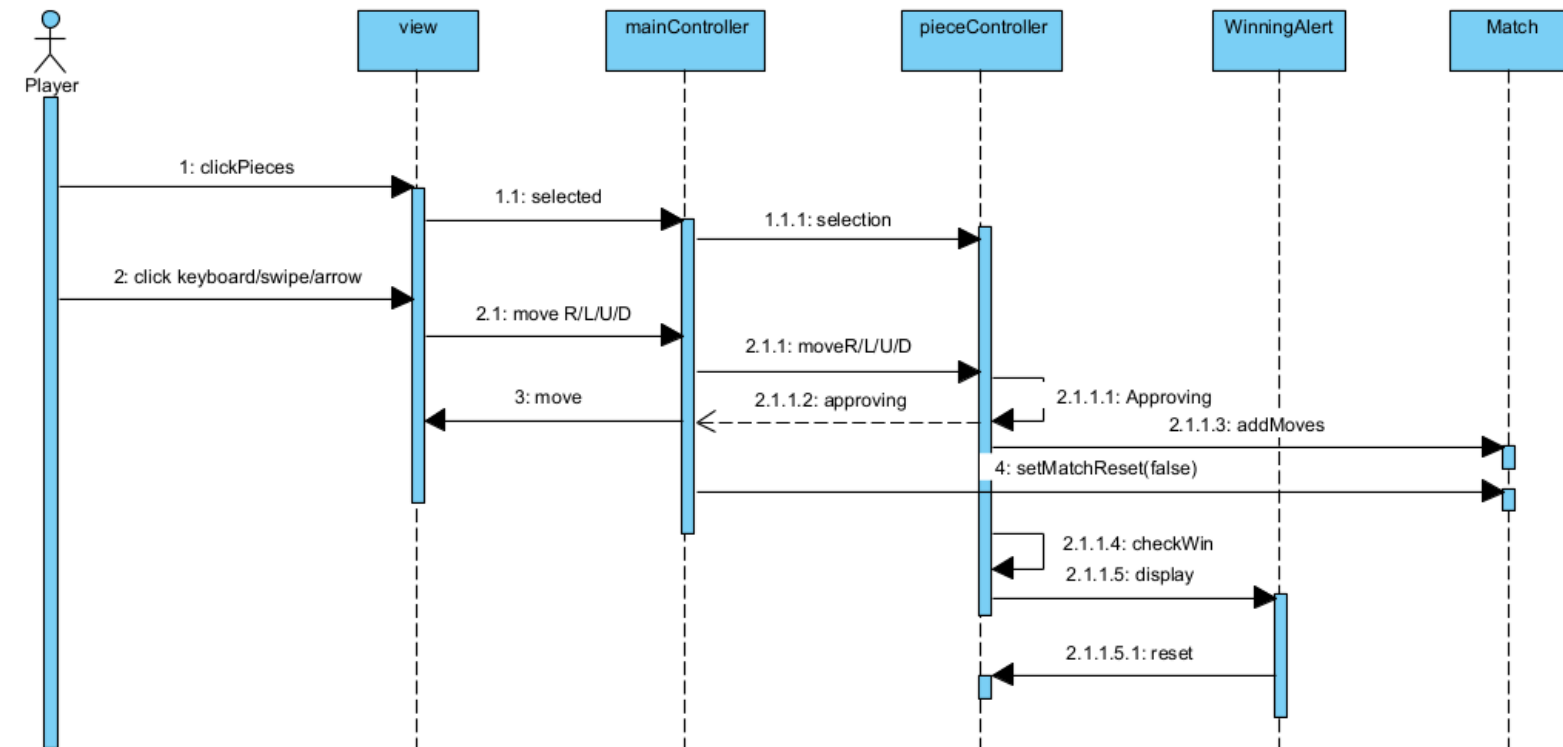 view
mainController
pieceController
WinningAlert
Match
Player
1: clickPieces
1.1: selected
1.1.1: selection
2: click keyboard/swipe/arrow
2.1: move R/L/U/D
2.1.1: moveR/L/U/D
3: move
2.1.1.2: approving
2.1.1.1: Approving
2.1.1.3: addMoves
4: setMatchReset(false)
2.1.1.4: checkWin
2.1.1.5: display
2.1.1.5.1: reset